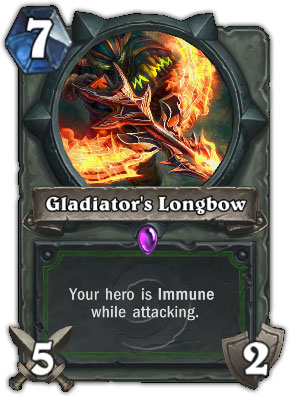 7
Gladiator's Longbow
Your hero is Immune
while attacking.
5
2